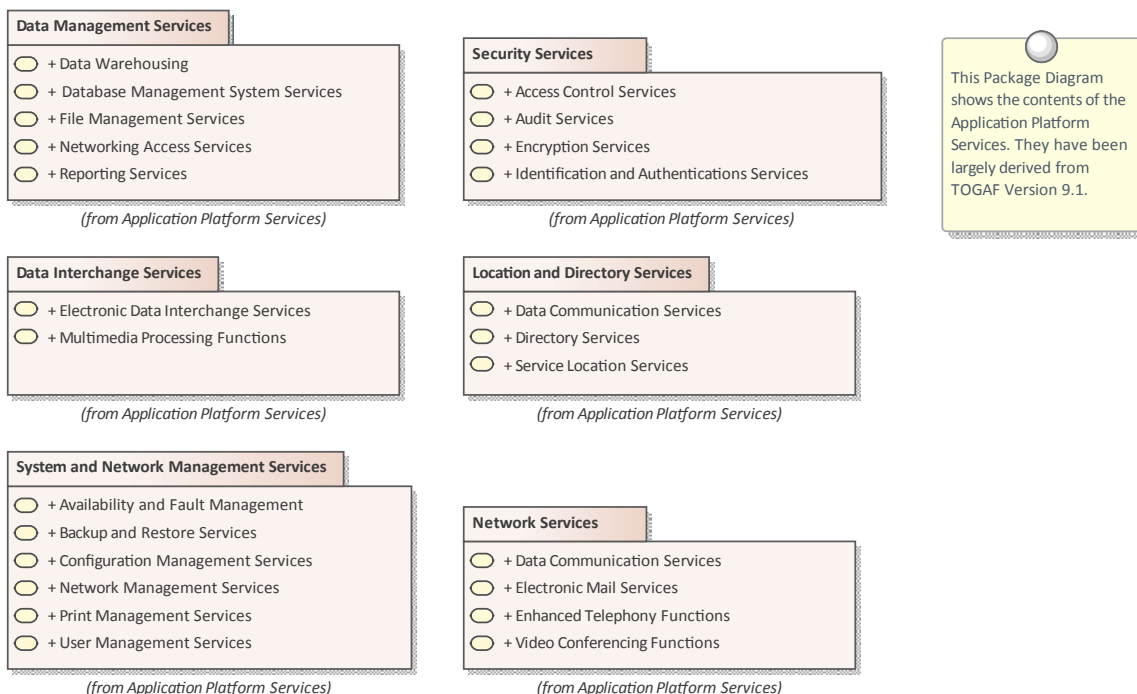 Data Management Services
+ Data Warehousing
+ Database Management System Services
+ File Management Services
+ Networking Access Services
+ Reporting Services
(from Application Platform Services)
Security Services
+ Access Control Services
+ Audit Services
+ Encryption Services
+ Identification and Authentications Services
(from Application Platform Services)
This Package Diagram
shows the contents of the
Application Platform
Services. They have been
largely derived from
TOGAF Version 9.1.
Data Interchange Services
+ Electronic Data Interchange Services
+ Multimedia Processing Functions
(from Application Platform Services)
Location and Directory Services
+ Data Communication Services
+ Directory Services
+ Service Location Services
(from Application Platform Services)
System and Network Management Services
+ Availability and Fault Management
+ Backup and Restore Services
+ Configuration Management Services
+ Network Management Services
+ Print Management Services
+ User Management Services
(from Application Platform Services)
Network Services
+ Data Communication Services
+ Electronic Mail Services
+ Enhanced Telephony Functions
+ Video Conferencing Functions
(from Application Platform Services)